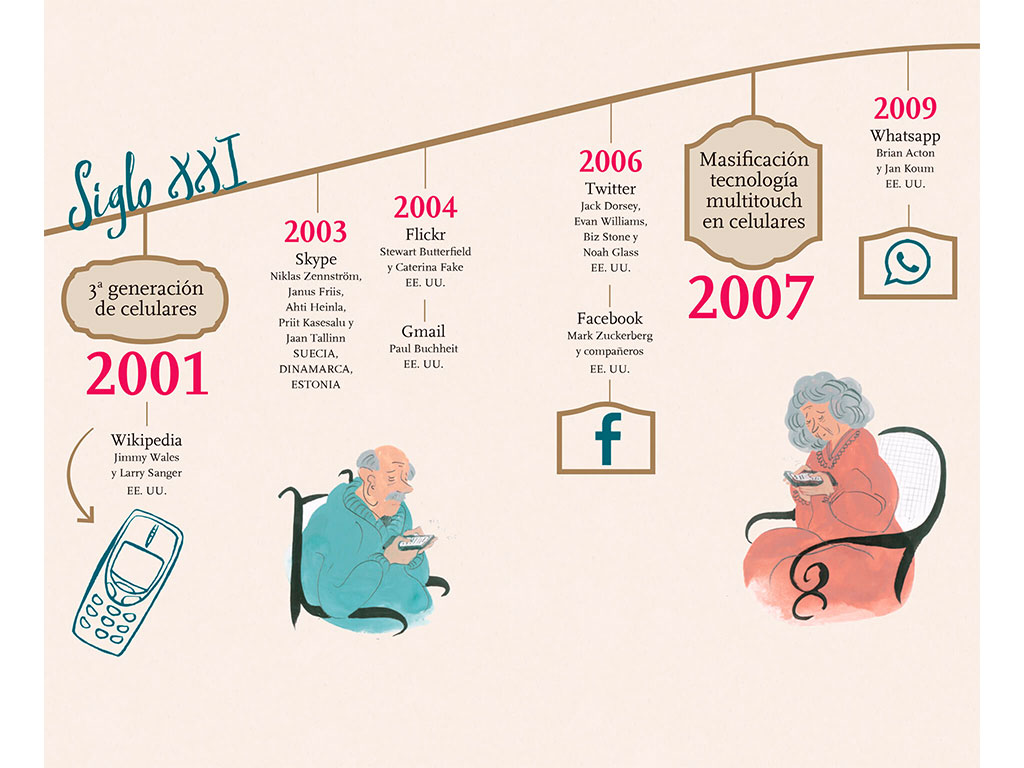 Siglo XXI
3ª generación
de celulares
2001
Wikipedia
Jimmy Wales
y Larry Sanger
EE. UU.
2003
Skype
Niklas Zennström,
Janus Friis,
Ahti Heinla,
Priit Kasesalu y
Jaan Tallinn
SUECIA,
DINAMARCA,
ESTONIA
2004
Flickr
Stewart Butterfield
y Caterina Fake
EE. UU.
Gmail
Paul Buchheit
EE. UU.
2006
Twitter
Jack Dorsey,
Evan Williams,
Biz Stone y
Noah Glass
EE. UU.
Facebook
Mark Zuckerberg
y compañeros
EE. UU.
f
Masificación
tecnología
multitouch
en celulares
2007
2009
Whatsapp
Brian Acton
y Jan Koum
EE. UU.